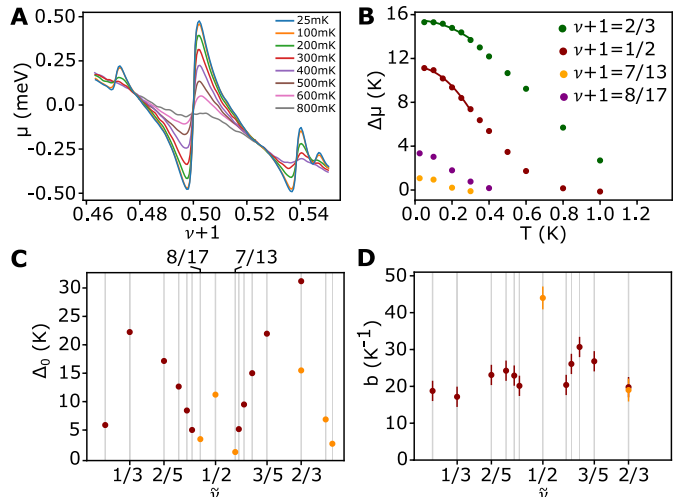 A
μ (meV)
0.50
0.25
0.00
-0.25
-0.50
0.46
0.48
0.50
0.52
0.54
ν+1
25mK
100mK
200mK
300mK
400mK
500mK
600mK
800mK
B
Δμ (K)
16
12
8
4
0
0.0
0.2
0.4
0.6
0.8
1.0
1.2
T (K)
ν+1=2/3
ν+1=1/2
ν+1=7/13
ν+1=8/17
C
8/17
7/13
Δ₀ (K)
30
25
20
15
10
5
0
1/3
2/5
1/2
3/5
2/3
ν̃
D
b (K⁻¹)
50
40
30
20
10
0
1/3
2/5
1/2
3/5
2/3
ν̃